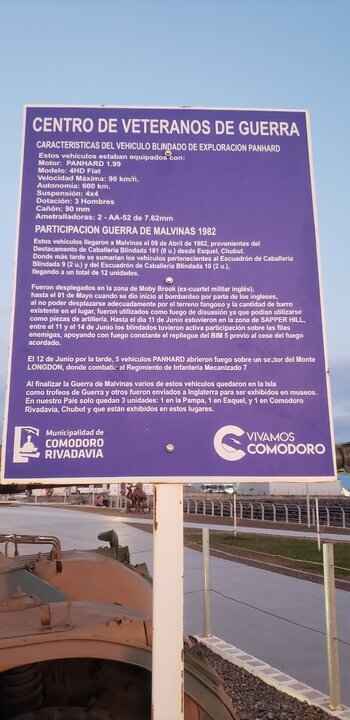 CENTRO DE VETERANOS DE GUERRA
CARACTERISTICAS DEL VEHICULO BLINDADO DE EXPLORACION PANHARD
Estos vehículos estaban equipados con:
Motor: PANHARD 1.99
Modelo: 4HD Fiat
Velocidad Máxima: 90 km/h.
Autonomía: 600 km.
Suspensión: 4x4
Dotación: 3 Hombres
Cañón: 90 mm
Ametralladoras: 2 - AA-52 de 7.62mm
PARTICIPACION GUERRA DE MALVINAS 1982
Estos vehículos llegaron a Malvinas el 09 de Abril de 1982, provenientes del
Destacamento de Caballería Blindada 181 (8 u.) desde Esquel, Chubut.
Donde más tarde se sumarian los vehículos pertenecientes al Escuadrón de Caballería
Blindada 9 (2 u.) y del Escuadrón de Caballería Blindada 10 (2 u.),
llegando a un total de 12 unidades.
Fueron desplegados en la zona de Moby Brook (ex-cuartel militar inglés),
hasta el 01 de Mayo cuando se dio inicio al bombardeo por parte de los ingleses,
al no poder desplazarse adecuadamente por el terreno fangoso y la cantidad de barro
existente en el lugar, fueron utilizados como fuego de disuasión ya que podían utilizarse
como piezas de artillería. Hasta el día 11 de Junio estuvieron en la zona de SAPPER HILL,
entre el 11 y el 14 de Junio los blindados tuvieron activa participación sobre las filas
enemigas, apoyando con fuego constante el repliegue del BIM 5 previo al cese del fuego
acordado.
El 12 de Junio por la tarde, 5 vehículos PANHARD abrieron fuego sobre un sector del Monte
LONGDON, donde combatía el Regimiento de Infantería Mecanizado 7
Al finalizar la Guerra de Malvinas varios de estos vehículos quedaron en la Isla
como trofeos de Guerra y otros fueron enviados a Inglaterra para ser exhibidos en museos.
En nuestro País solo quedan 3 unidades: 1 en la Pampa, 1 en Esquel, y 1 en Comodoro
Rivadavia, Chubut y que están exhibidos en estos lugares.
Municipalidad de
COMODORO
RIVADAVIA
VIVAMOS
COMODORO